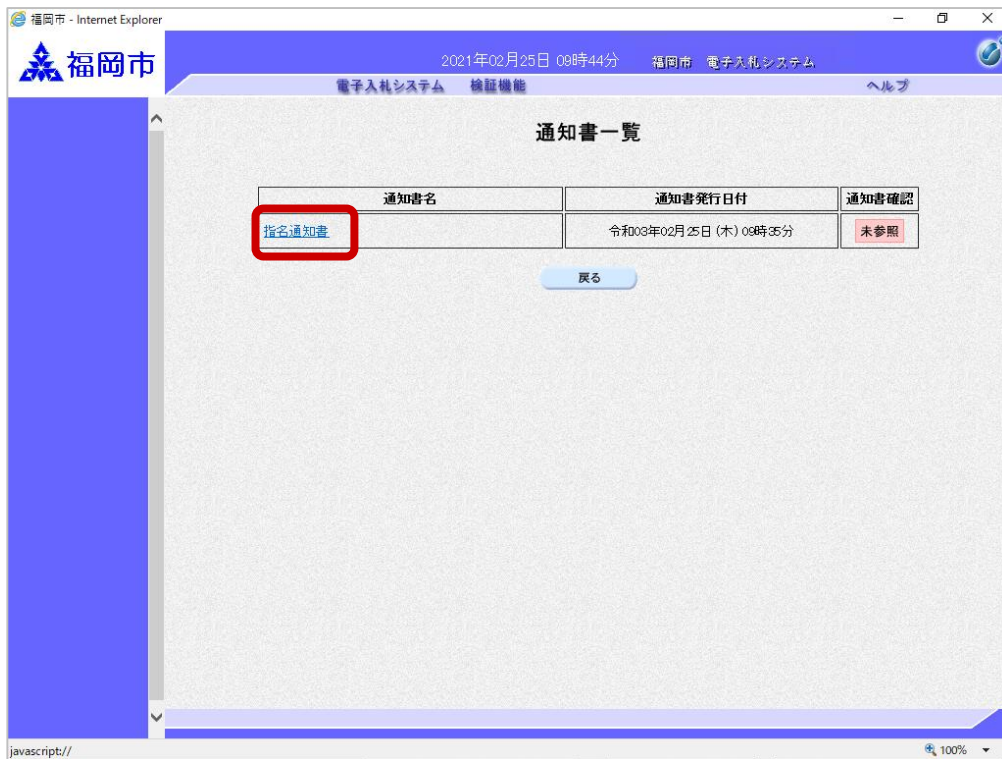 福岡市 - Internet Explorer
福岡市
2021年02月25日 09時44分 福岡市 電子入札システム
電子入札システム 検証機能 ヘルプ
通知書一覧
通知書名 通知書発行日付 通知書確認
指名通知書 令和03年02月25日(木)09時35分 未参照
戻る
javascript:// 100%